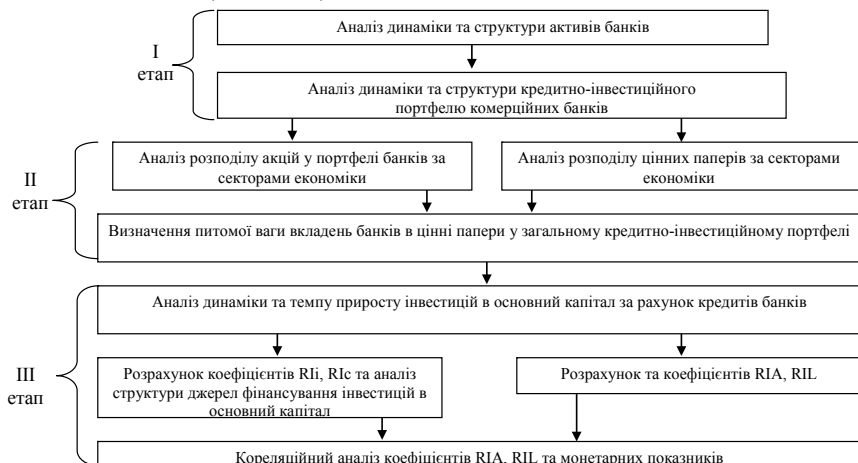 Аналіз динаміки та структури активів банків
I
етап
Аналіз динаміки та структури кредитно-інвестиційного
портфелю комерційних банків
Аналіз розподілу акцій у портфелі банків за
секторами економіки
Аналіз розподілу цінних паперів за секторами
економіки
II
етап
Визначення питомої ваги вкладень банків в цінні папери у загальному кредитно-інвестиційному портфелі
Аналіз динаміки та темпу приросту інвестицій в основний капітал за рахунок кредитів банків
III
етап
Розрахунок коефіцієнтів RIi, RIc та аналіз
структури джерел фінансування інвестицій в
основний капітал
Розрахунок та коефіцієнтів RIA, RIL
Кореляційний аналіз коефіцієнтів RIA, RIL та монетарних показників